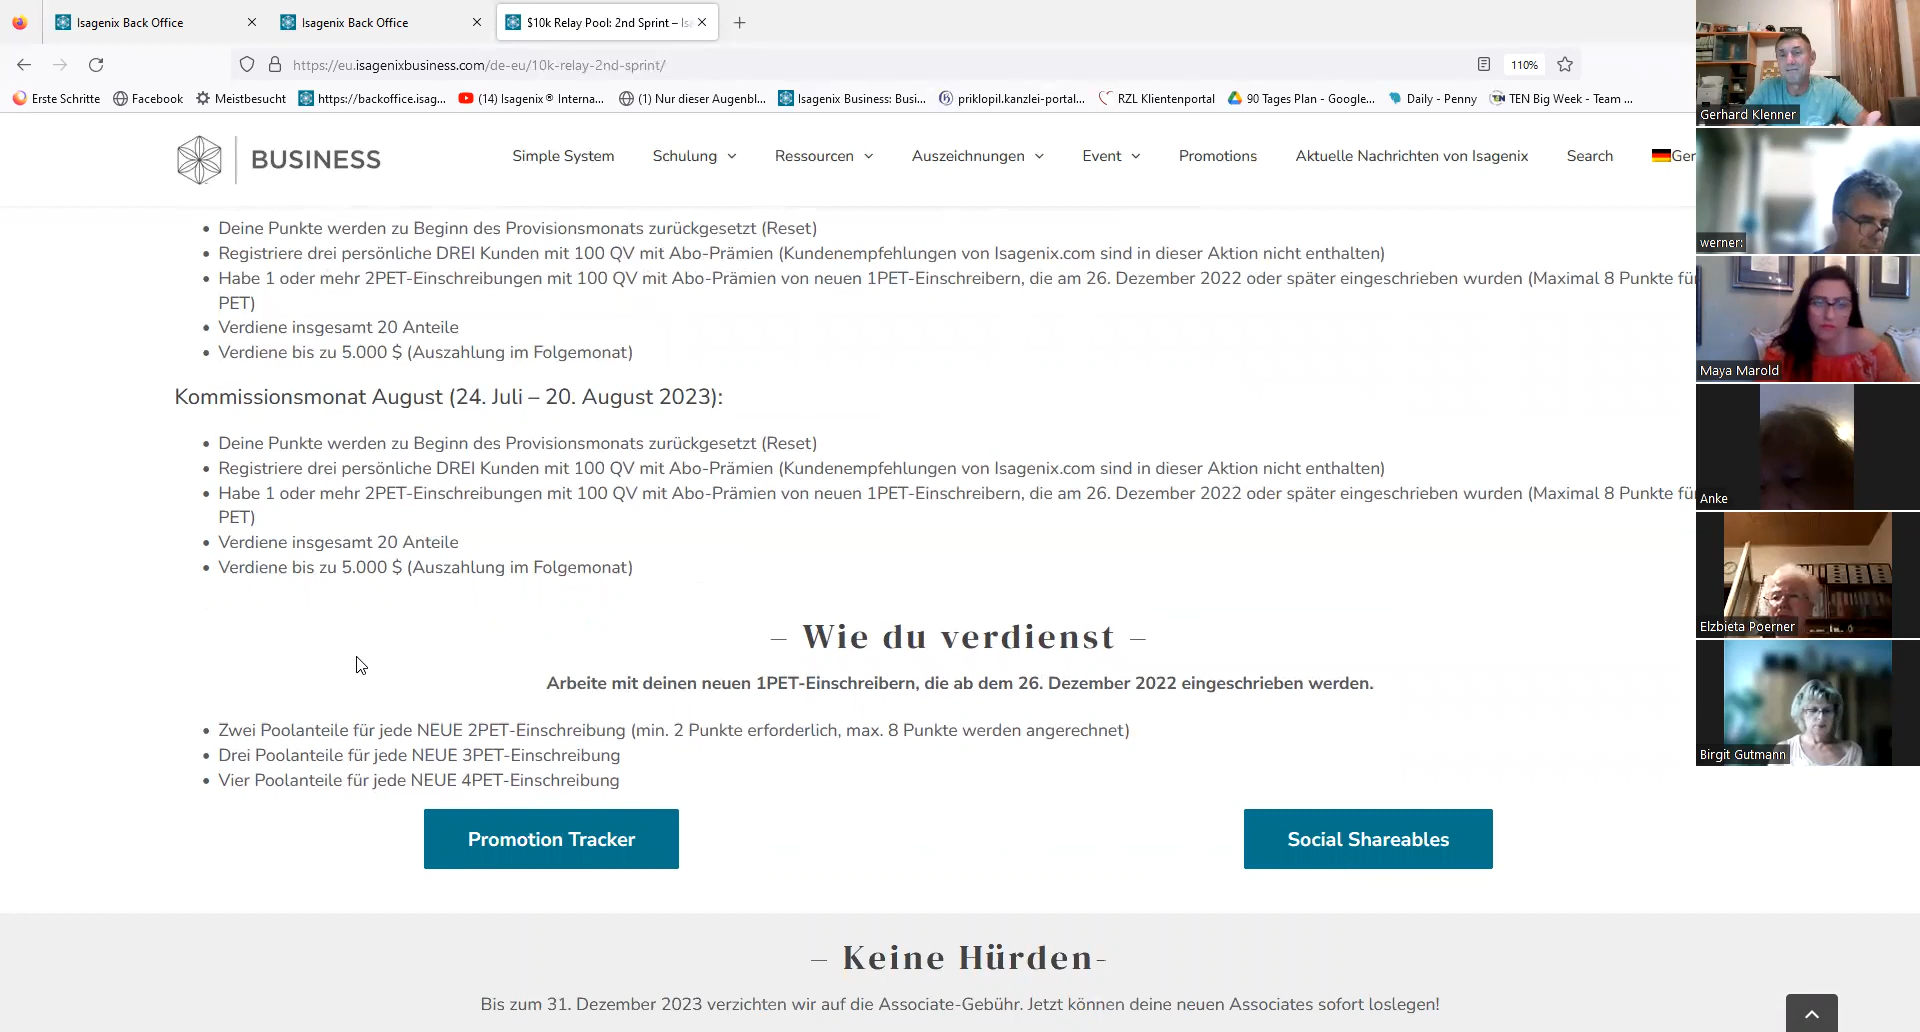 Isagenix Back Office
Isagenix Back Office
$10k Relay Pool: 2nd Sprint – Is
https://eu.isagenixbusiness.com/de-eu/10k-relay-2nd-sprint/
110%
Erste Schritte
Facebook
Meistbesucht
https://backoffice.isag...
(14) Isagenix® Interna...
(1) Nur dieser Augenbl...
Isagenix Business: Busi...
priklopil.kanzlei-portal...
RZL Klientenportal
90 Tages Plan - Google...
Daily - Penny
TEN Big Week - Team ...
BUSINESS
Simple System
Schulung
Ressourcen
Auszeichnungen
Event
Promotions
Aktuelle Nachrichten von Isagenix
Search
Ger
• Deine Punkte werden zu Beginn des Provisionsmonats zurückgesetzt (Reset)
• Registriere drei persönliche DREI Kunden mit 100 QV mit Abo-Prämien (Kundenempfehlungen von Isagenix.com sind in dieser Aktion nicht enthalten)
• Habe 1 oder mehr 2PET-Einschreibungen mit 100 QV mit Abo-Prämien von neuen 1PET-Einschreibern, die am 26. Dezember 2022 oder später eingeschrieben wurden (Maximal 8 Punkte fü
PET)
• Verdiene insgesamt 20 Anteile
• Verdiene bis zu 5.000 $ (Auszahlung im Folgemonat)
Kommissionsmonat August (24. Juli – 20. August 2023):
• Deine Punkte werden zu Beginn des Provisionsmonats zurückgesetzt (Reset)
• Registriere drei persönliche DREI Kunden mit 100 QV mit Abo-Prämien (Kundenempfehlungen von Isagenix.com sind in dieser Aktion nicht enthalten)
• Habe 1 oder mehr 2PET-Einschreibungen mit 100 QV mit Abo-Prämien von neuen 1PET-Einschreibern, die am 26. Dezember 2022 oder später eingeschrieben wurden (Maximal 8 Punkte fü
PET)
• Verdiene insgesamt 20 Anteile
• Verdiene bis zu 5.000 $ (Auszahlung im Folgemonat)
– Wie du verdienst –
Arbeite mit deinen neuen 1PET-Einschreibern, die ab dem 26. Dezember 2022 eingeschrieben werden.
• Zwei Poolanteile für jede NEUE 2PET-Einschreibung (min. 2 Punkte erforderlich, max. 8 Punkte werden angerechnet)
• Drei Poolanteile für jede NEUE 3PET-Einschreibung
• Vier Poolanteile für jede NEUE 4PET-Einschreibung
Promotion Tracker
Social Shareables
– Keine Hürden-
Bis zum 31. Dezember 2023 verzichten wir auf die Associate-Gebühr. Jetzt können deine neuen Associates sofort loslegen!
Gerhard Klenner
werner:
Maya Marold
Anke
Elzbieta Poerner
Birgit Gutmann